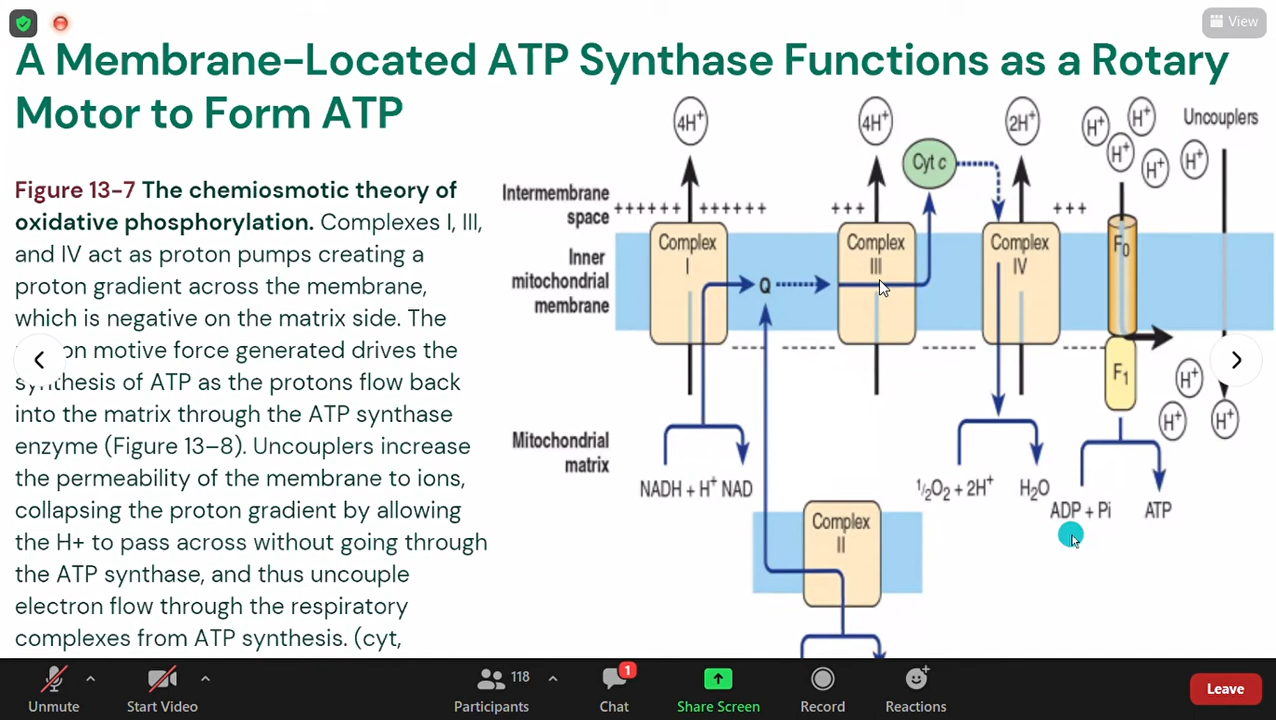 View
A Membrane-Located ATP Synthase Functions as a Rotary
Motor to Form ATP
Figure 13-7 The chemiosmotic theory of
oxidative phosphorylation. Complexes I, III,
and IV act as proton pumps creating a
proton gradient across the membrane,
which is negative on the matrix side. The
on motive force generated drives the
synthesis of ATP as the protons flow back
into the matrix through the ATP synthase
enzyme (Figure 13–8). Uncouplers increase
the permeability of the membrane to ions,
collapsing the proton gradient by allowing
the H+ to pass across without going through
the ATP synthase, and thus uncouple
electron flow through the respiratory
complexes from ATP synthesis. (cyt,
4H⁺
4H⁺
2H⁺
H⁺
H⁺
H⁺
H⁺
H⁺
Uncouplers
Cyt c
Intermembrane
space
++++++ ++++++
+++
+++
Inner
mitochondrial
membrane
Complex
I
Q
Complex
III
Complex
IV
F₀
F₁
H⁺
H⁺
H⁺
Mitochondrial
matrix
NADH + H⁺ NAD
½O₂ + 2H⁺
H₂O
ADP + Pi
ATP
Complex
II
Unmute
Start Video
Participants
118
Chat
1
Share Screen
Record
Reactions
Leave